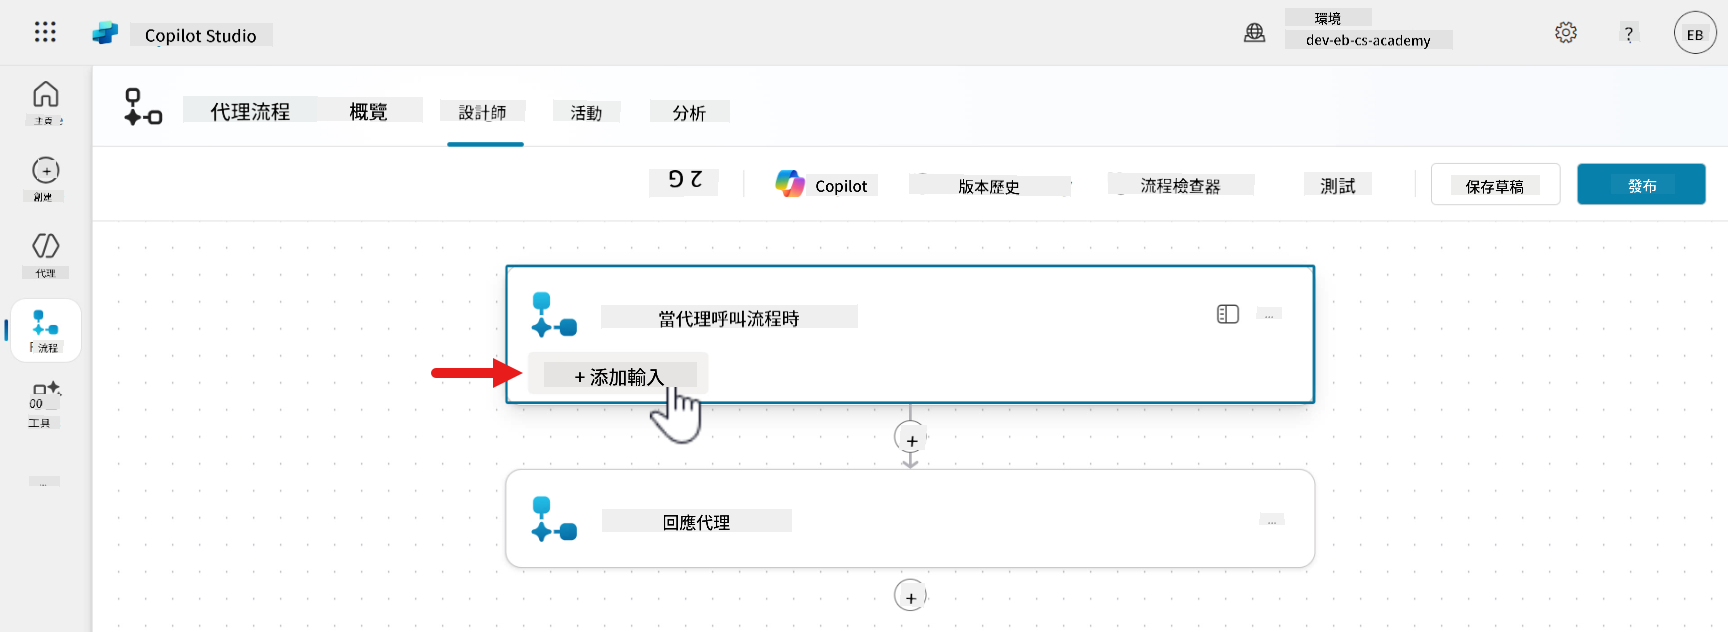 Copilot Studio
環境
dev-eb-cs-academy
?
EB
主頁
創建
代理
流程
工具
代理流程
概覽
設計師
活動
分析
Copilot
版本歷史
流程檢查器
測試
保存草稿
發布
當代理呼叫流程時
...
+ 添加輸入
+
回應代理
...
+